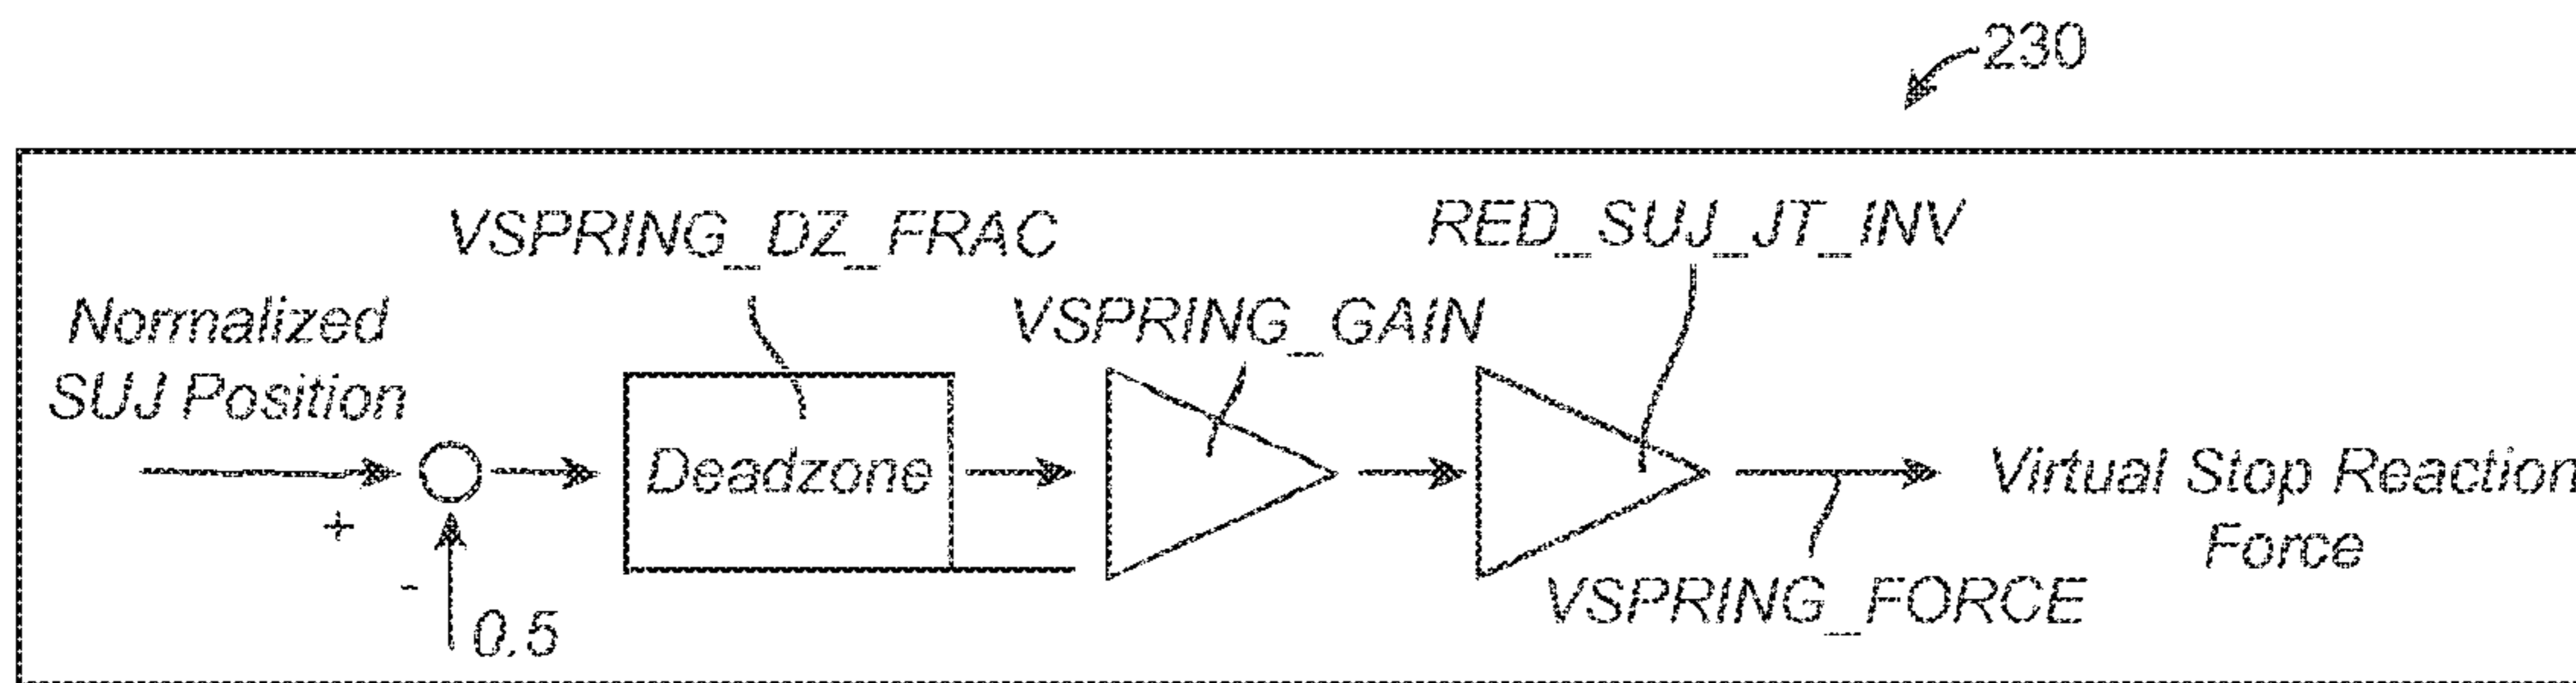 230
VSPRING_DZ_FRAC
RED_SUJ_JT_INV
Normalized
SUJ Position
VSPRING_GAIN
Deadzone
Virtual Stop Reaction
Force
+
-
0.5
VSPRING_FORCE